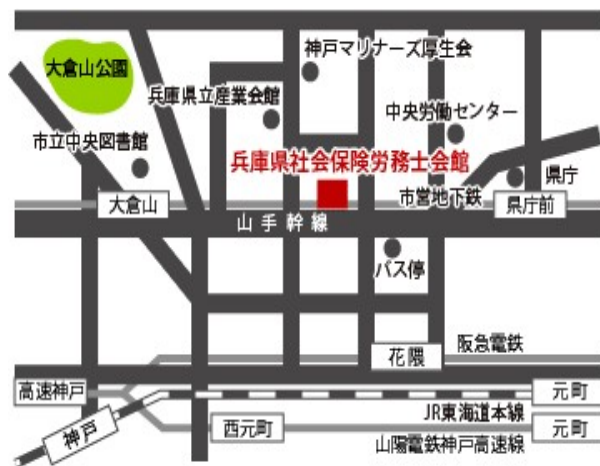 神戸マリナーズ厚生会
大倉山公園
兵庫県立産業会館
中央労働センター
市立中央図書館
兵庫県社会保険労務士会館
県庁
市営地下鉄
大倉山
県庁前
山手幹線
バス停
阪急電鉄
花隈
高速神戸
元町
JR東海道本線
神戸
西元町
元町
山陽電鉄神戸高速線